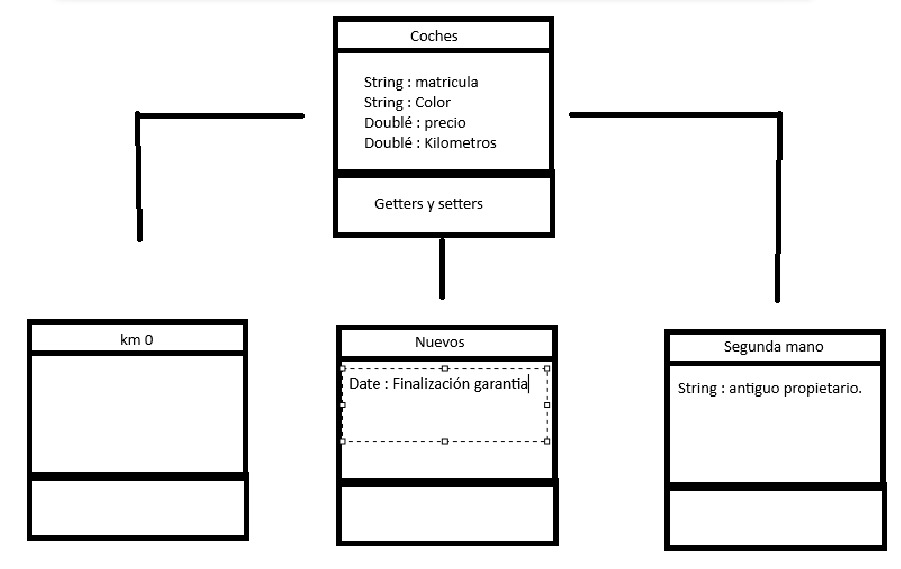 Coches
String : matricula
String : Color
Doublé : precio
Doublé : Kilometros
Getters y setters
km 0
Nuevos
Segunda mano
Date : Finalización garantia
String : antiguo propietario.